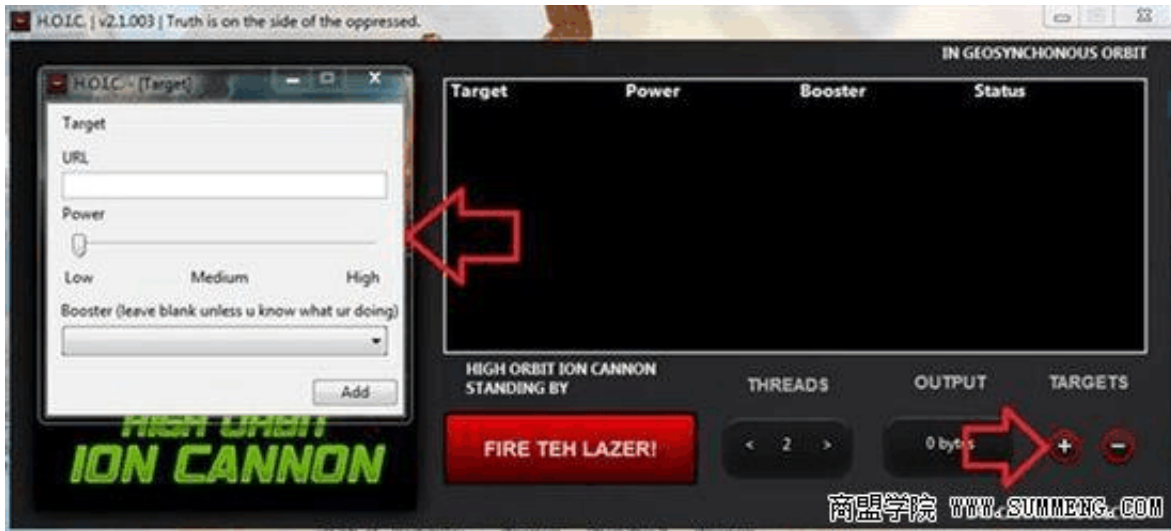 H.O.I.C. | v2.1.003 | Truth is on the side of the oppressed.
IN GEOSYNCHONOUS ORBIT
H.O.I.C. - [Target]
Target
URL
Power
Low Medium High
Booster (leave blank unless u know what ur doing)
Add
HIGH ORBIT
ION CANNON
Target Power Booster Status
HIGH ORBIT ION CANNON
STANDING BY
THREADS
OUTPUT
TARGETS
FIRE TEH LAZER!
< 2 >
0 bytes
+ -
商盟学院 WWW.SUMMENG.COM